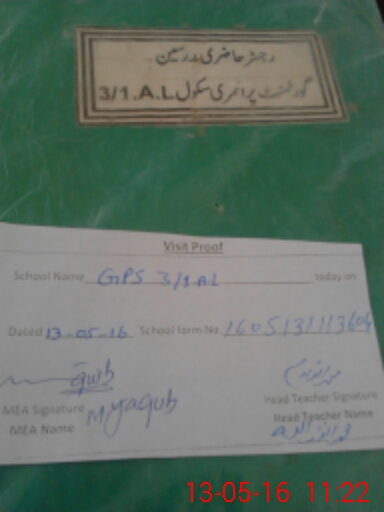 رجسٹر حاضری مدرسین
گورنمنٹ پرائمری سکول 3/1.A.L
Visit Proof
School Name GPS 3/1 AL today on
Dated 13-05-16 School form No. 1605131113604
MEA Signature
Head Teacher Signature
MEA Name M. Yaqub
Head Teacher Name
13-05-16 11:22